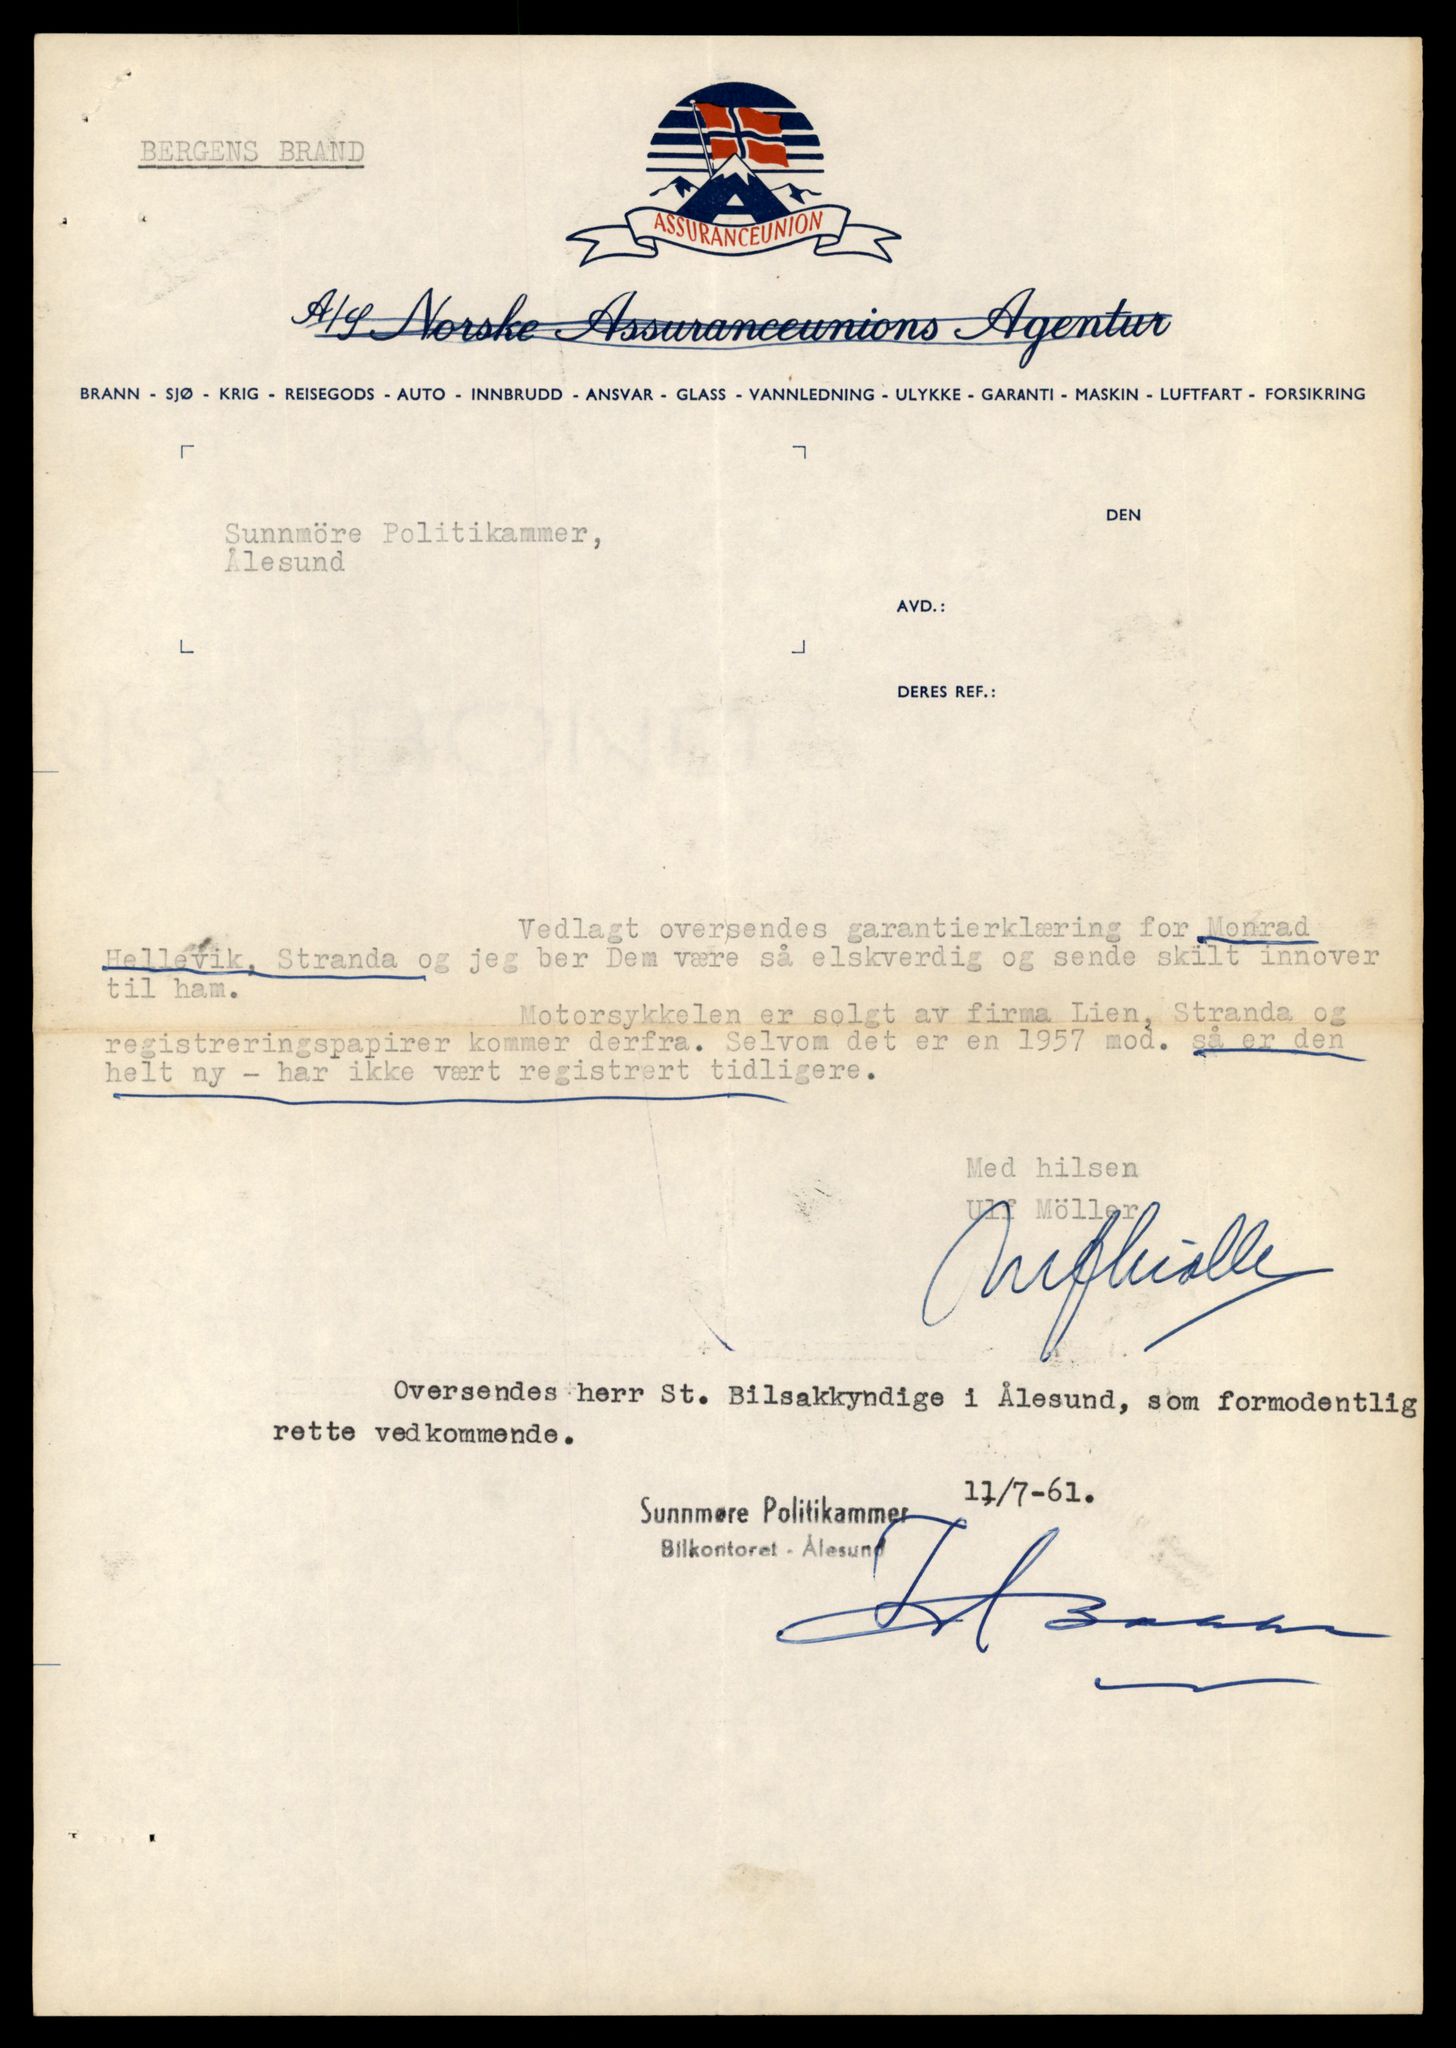 BERGENS BRAND
ASSURANCEUNION
A/S Norske Assuranceunions Agentur
BRANN - SJØ - KRIG - REISEGODS - AUTO - INNBRUDD - ANSVAR - GLASS - VANNLEDNING - ULYKKE - GARANTI - MASKIN - LUFTFART - FORSIKRING
Sunnmöre Politikammer,
Ålesund
DEN
AVD.:
DERES REF.:
Vedlagt oversendes garantierklæring for Monrad
Hellevik, Stranda og jeg ber Dem være så elskverdig og sende skilt innover
til ham.
Motorsykkelen er solgt av firma Lien, Stranda og
registreringspapirer kommer derfra. Selvom det er en 1957 mod. så er den
helt ny - har ikke vært registrert tidligere.
Med hilsen
Ulf Möller
Oversendes herr St. Bilsakkyndige i Ålesund, som formodentlig
rette vedkommende.
11/7-61.
Sunnmøre Politikammer
Bilkontoret - Ålesund